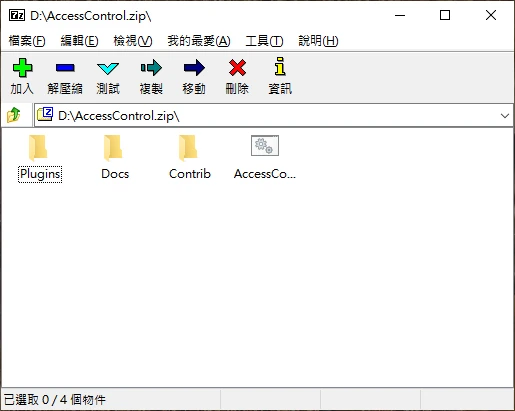 D:\AccessControl.zip\
檔案(F) 編輯(E) 檢視(V) 我的最愛(A) 工具(T) 說明(H)
加入 解壓縮 測試 複製 移動 刪除 資訊
D:\AccessControl.zip\
Plugins Docs Contrib AccessCo...
已選取 0 / 4 個物件